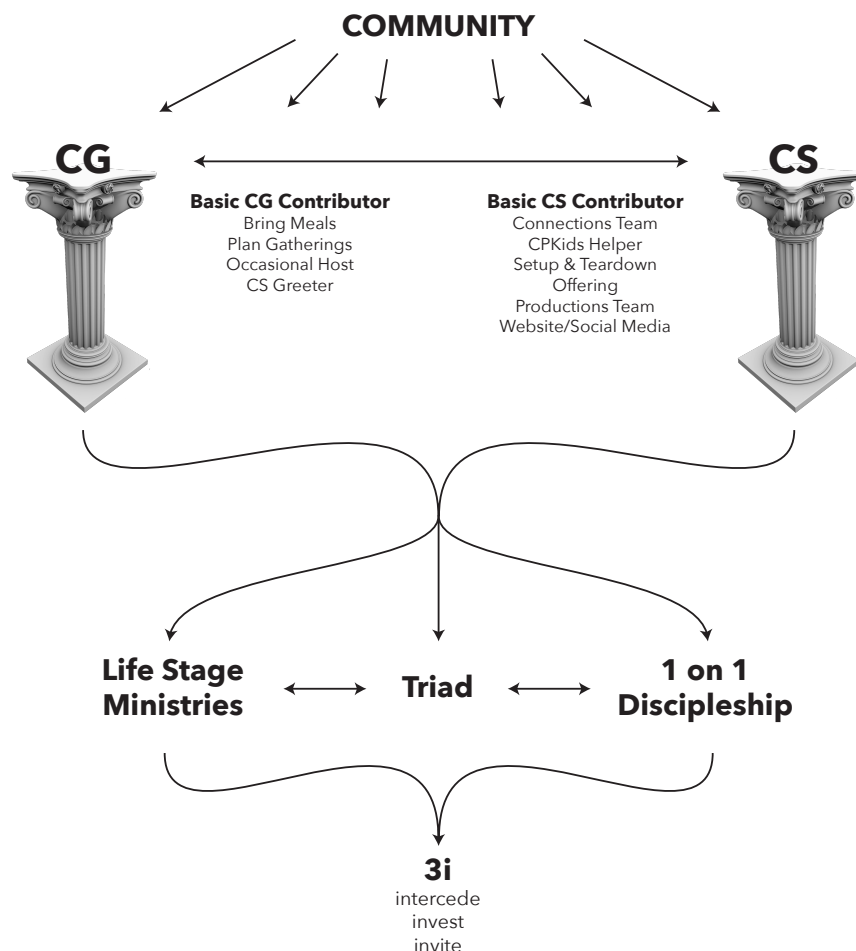 COMMUNITY
CG
CS
Basic CG Contributor
Bring Meals
Plan Gatherings
Occasional Host
CS Greeter
Basic CS Contributor
Connections Team
CPKids Helper
Setup & Teardown
Offering
Productions Team
Website/Social Media
Life Stage
Ministries
Triad
1 on 1
Discipleship
3i
intercede
invest
invite